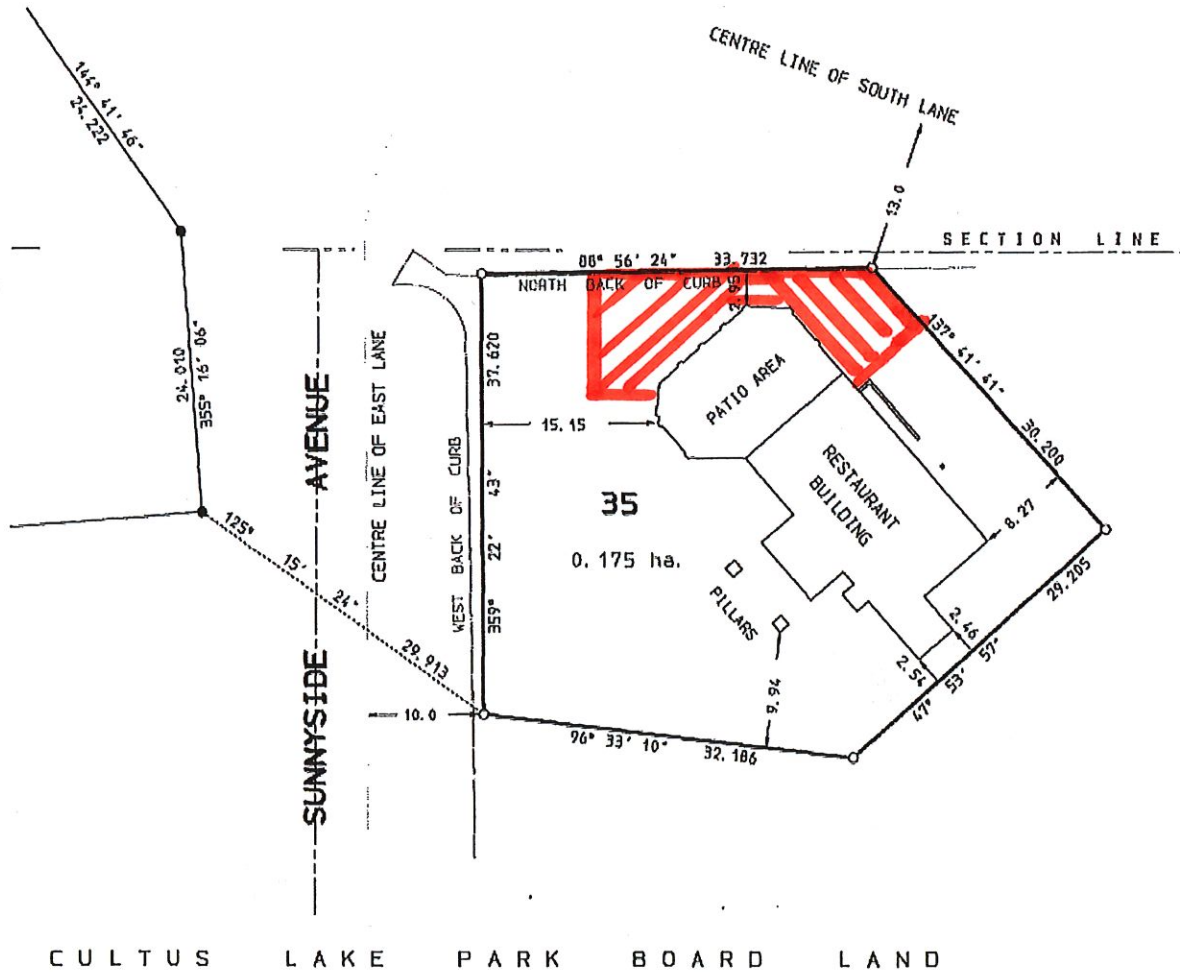 CENTRE LINE OF SOUTH LANE
144° 41' 46"
24.222
13.0
SECTION LINE
88° 56' 24" 33.732
NORTH BACK OF CURB
2.95
137° 41' 41"
30.200
24.010
355° 16' 06"
SUNNYSIDE AVENUE
CENTRE LINE OF EAST LANE
WEST BACK OF CURB
359° 22' 43" 37.620
15.15
PATIO AREA
RESTAURANT
BUILDING
35
0.175 ha.
8.27
125° 15' 24" 29.913
PILLARS
2.46
2.54
47° 53' 57"
29.205
9.94
10.0
96° 33' 10" 32.186
CULTUS LAKE PARK BOARD LAND